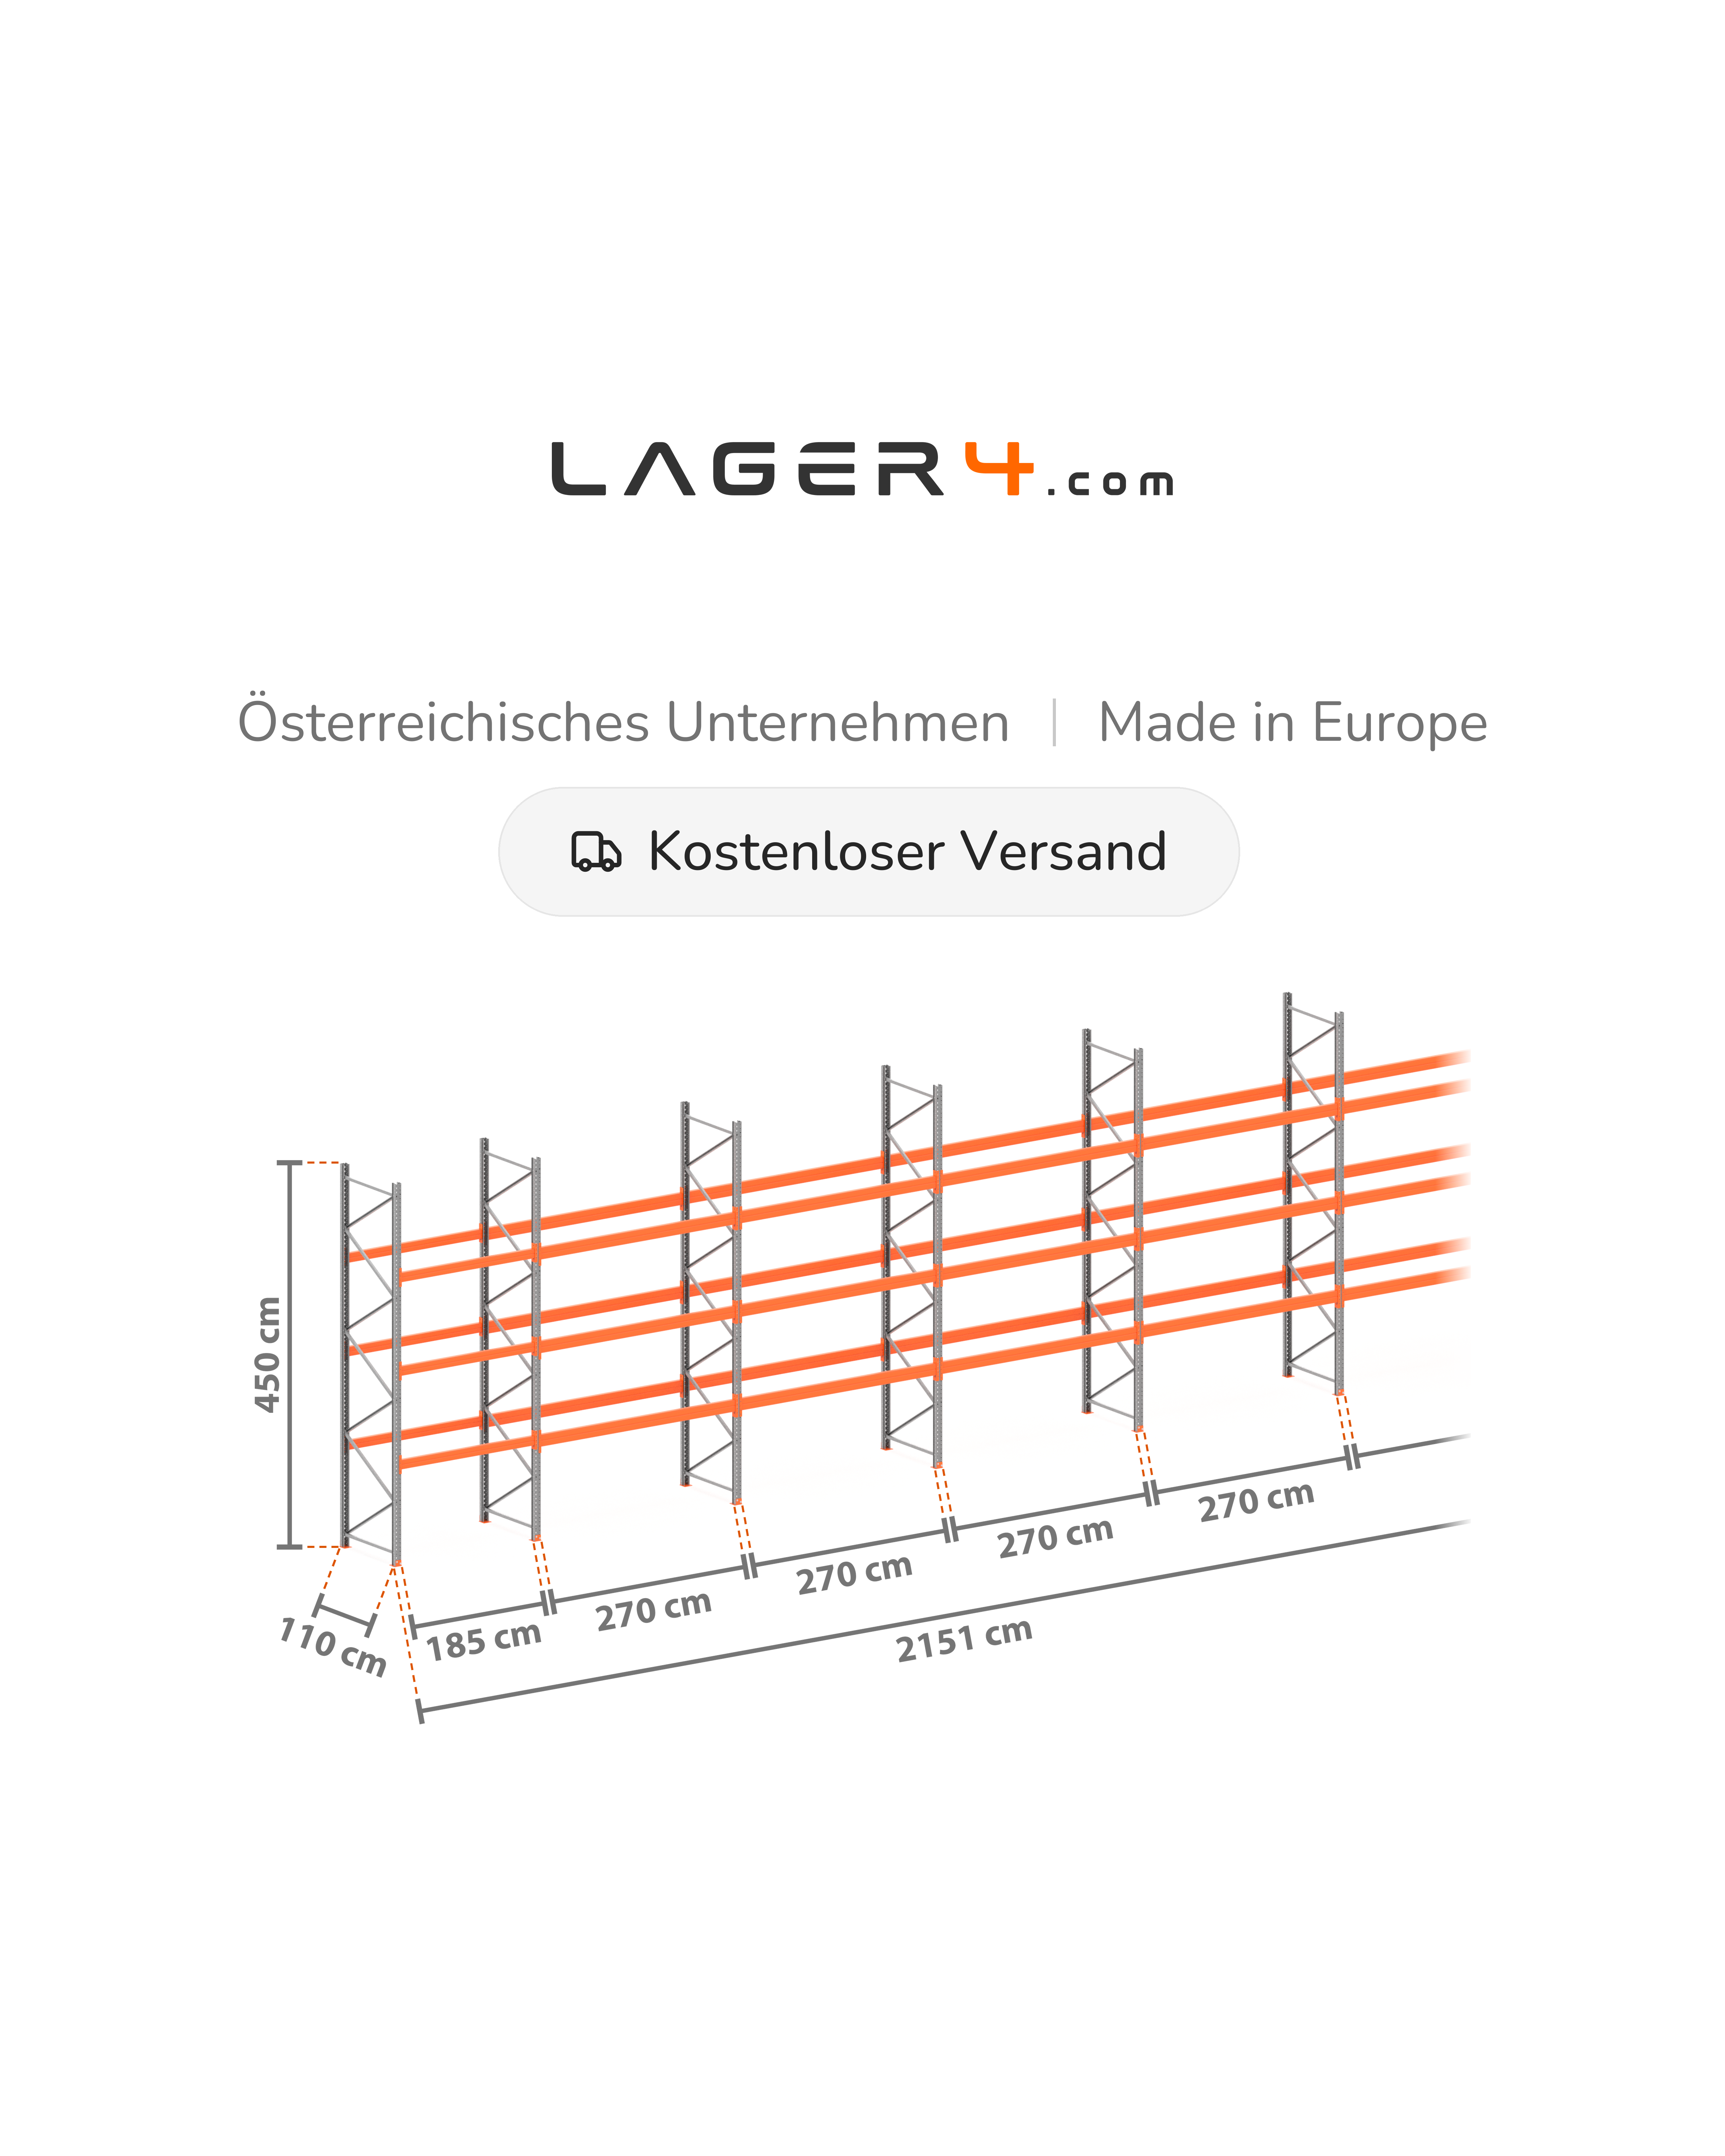 LAGER4.com
Österreichisches Unternehmen | Made in Europe
Kostenloser Versand
450 cm
110 cm
185 cm
270 cm
270 cm
270 cm
270 cm
2151 cm